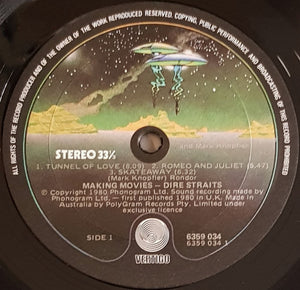 ALL RIGHTS OF THE RECORD PRODUCER AND OF THE OWNER OF THE WORK REPRODUCED RESERVED. COPYING, PUBLIC PERFORMANCE AND BROADCASTING OF THIS RECORD PROHIBITED.
and Mark Knopfler
STEREO 33⅓
1. TUNNEL OF LOVE (8.09) 2. ROMEO AND JULIET (5.47)
3. SKATEAWAY (6.32)
(Mark Knopfler) Rondor
MAKING MOVIES – DIRE STRAITS
© Copyright 1980 Phonogram Ltd. Sound recording made by
Phonogram Ltd. – first published 1980 in U.K. Made in
Australia by PolyGram Records Pty. Limited under
exclusive licence
SIDE 1
6359 034
6359 034 1
VERTIGO